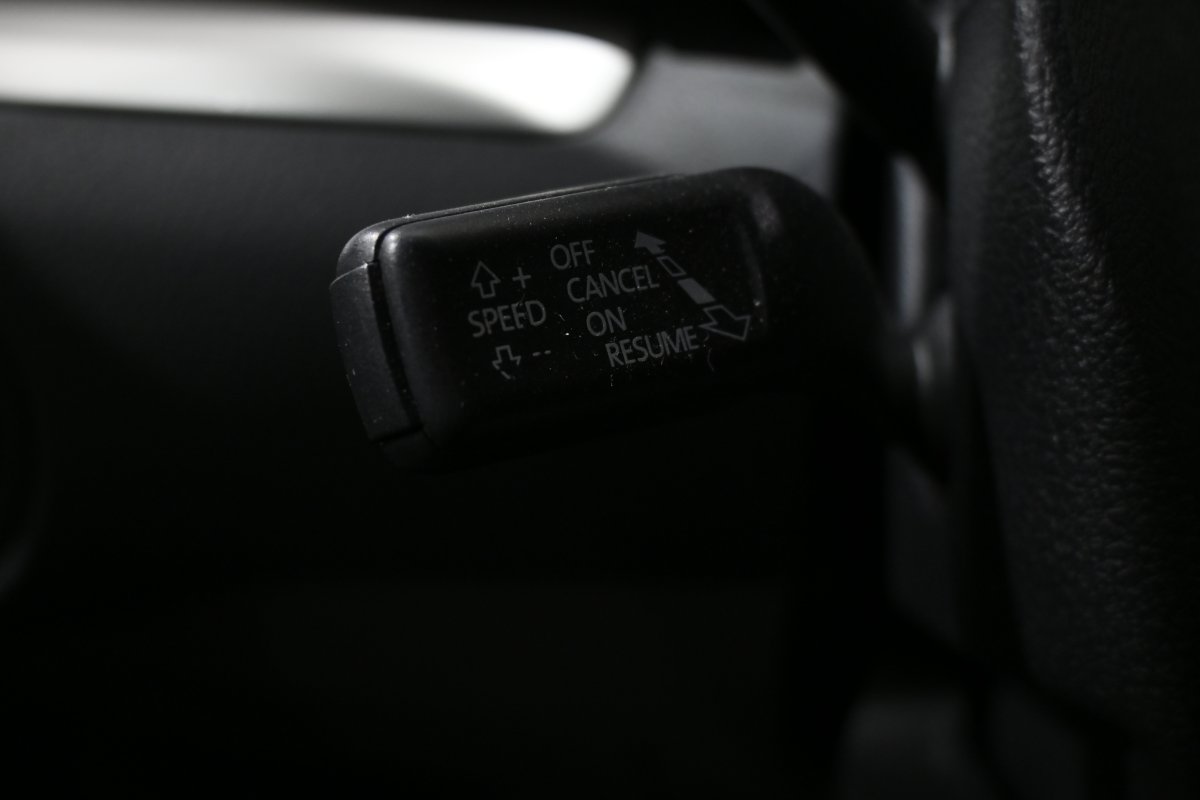 OFF
CANCEL
+
SPEED
ON
--
RESUME